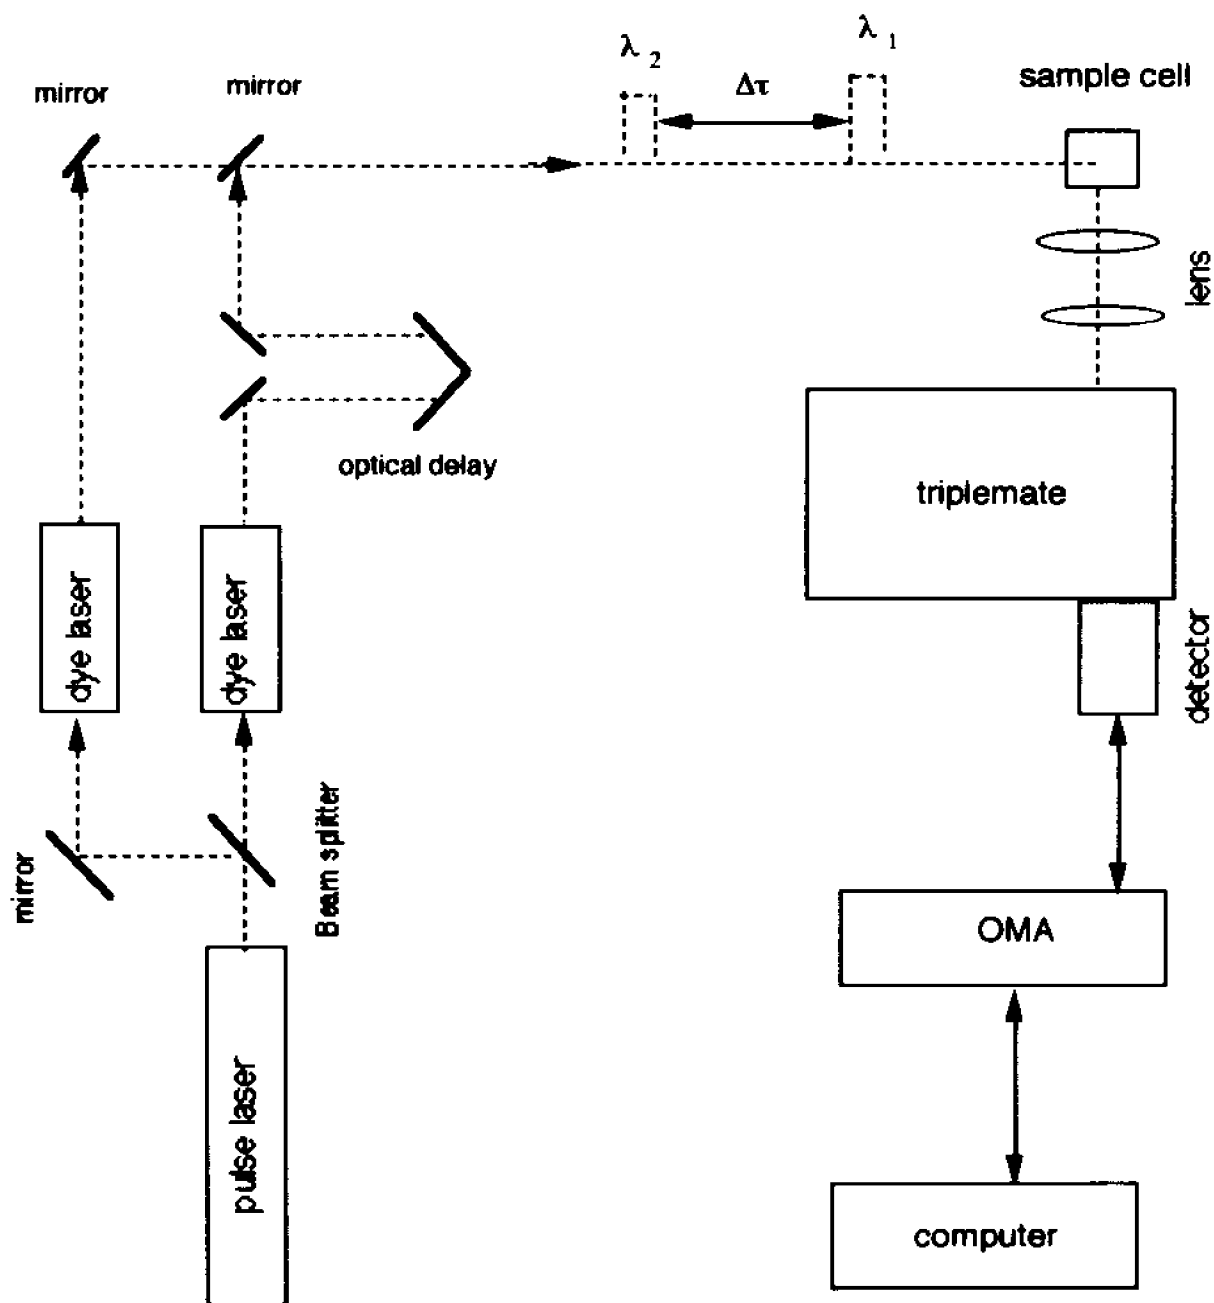 λ 1
λ 2
mirror
mirror
Δτ
sample cell
lens
optical delay
triplemate
dye laser
dye laser
detector
Beam splitter
mirror
OMA
pulse laser
computer